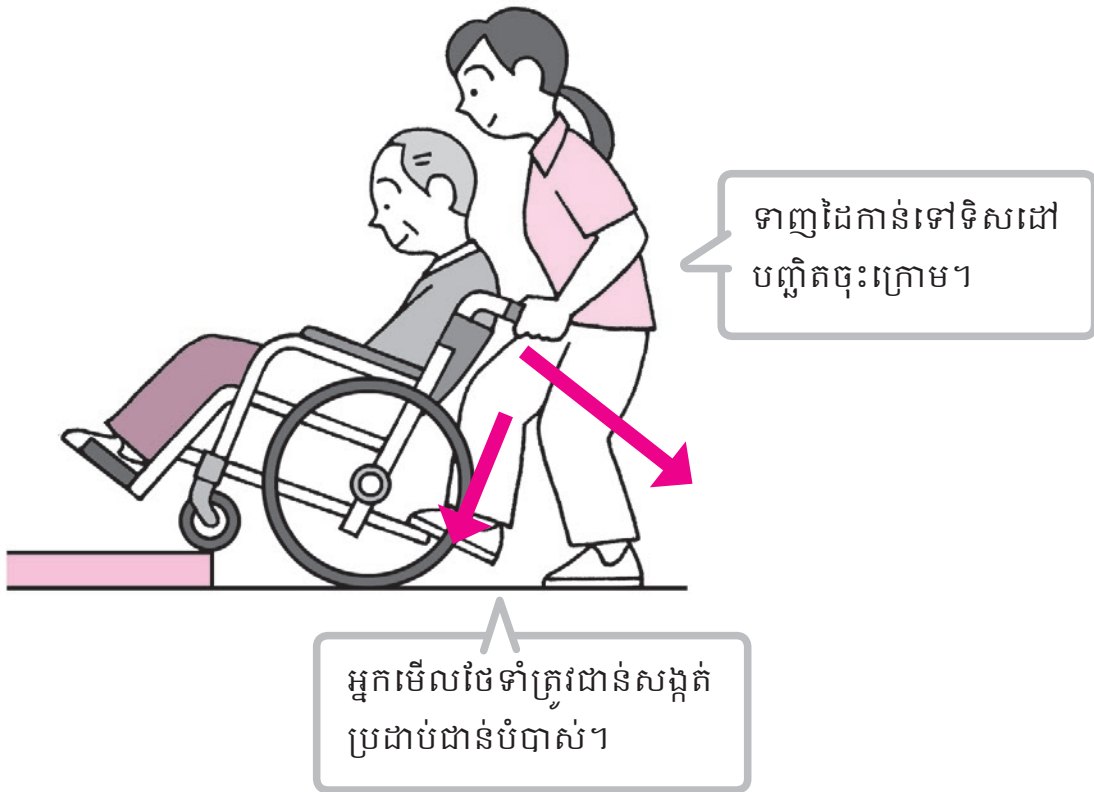 ទាញដៃកាន់ទៅទិសដៅ
បញ្ឆិតចុះក្រោម។
អ្នកមើលថែទាំត្រូវជាន់សង្កត់
ប្រដាប់ជាន់បំបាស់។